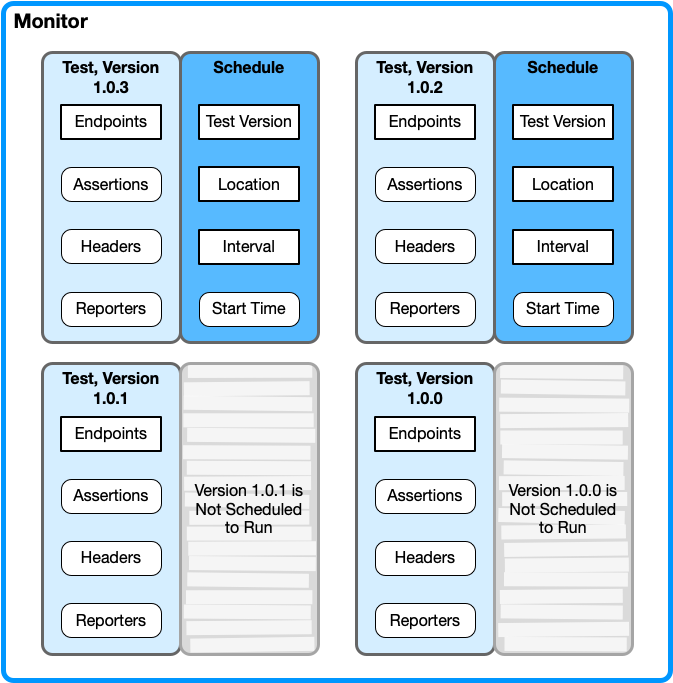 Monitor
Test, Version
1.0.3
Endpoints
Assertions
Headers
Reporters
Schedule
Test Version
Location
Interval
Start Time
Test, Version
1.0.2
Endpoints
Assertions
Headers
Reporters
Schedule
Test Version
Location
Interval
Start Time
Test, Version
1.0.1
Endpoints
Assertions
Headers
Reporters
Version 1.0.1 is
Not Scheduled
to Run
Test, Version
1.0.0
Endpoints
Assertions
Headers
Reporters
Version 1.0.0 is
Not Scheduled
to Run